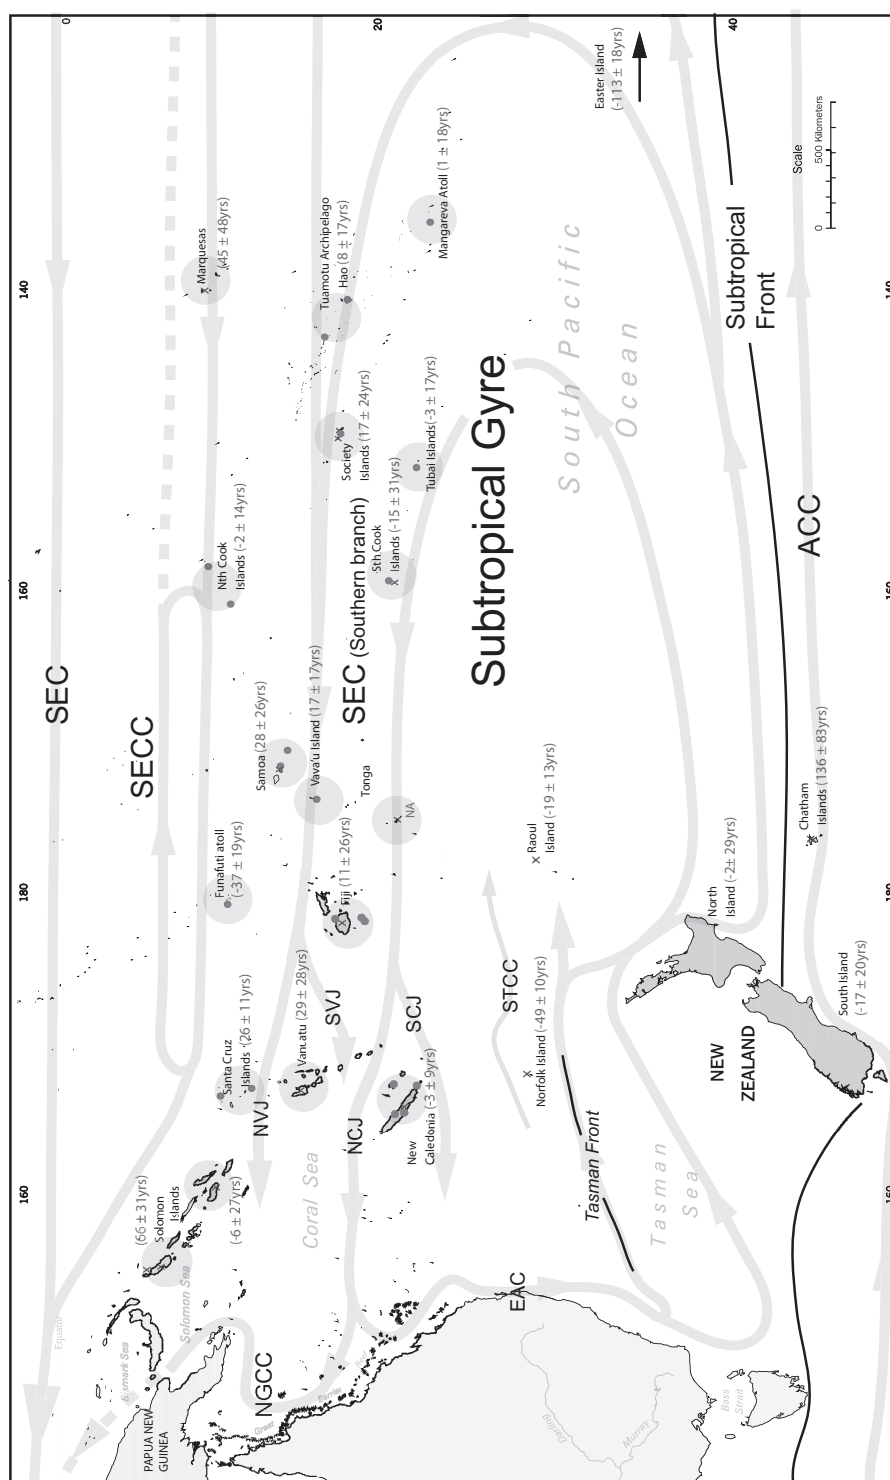 0
20
40
140
160
180
160
140
160
180
160
SEC
SECC
Marquesas
(45 ± 48yrs)
Tuamotu Archipelago
Hao (8 ± 17yrs)
Mangareva Atoll (1 ± 18yrs)
Easter Island
(-113 ± 18yrs)
Scale
0
500 Kilometers
Society
Islands (17 ± 24yrs)
Tubai Islands(-3 ± 17yrs)
Nth Cook
Islands (-2 ± 14yrs)
Sth Cook
Islands (-15 ± 31yrs)
SEC (Southern branch)
Subtropical Gyre
South Pacific
Ocean
Subtropical
Front
ACC
Samoa (28 ± 26yrs)
Vava'u Island (17 ± 17yrs)
Tonga
NA
Funafuti atoll
(-37 ± 19yrs)
Fiji (11 ± 26yrs)
Raoul
Island (-19 ± 13yrs)
Chatham
Islands (136 ± 83yrs)
North
Island (-2± 29yrs)
South Island
(-17 ± 20yrs)
NEW
ZEALAND
Santa Cruz
Islands (26 ± 11yrs)
Vanuatu (29 ± 28yrs)
NVJ
SVJ
NCJ
SCJ
New
Caledonia (-3 ± 9yrs)
STCC
Norfolk Island (-49 ± 10yrs)
Tasman Front
Tasman
Sea
Coral Sea
(66 ± 31yrs)
Solomon
Islands
(-6 ± 27yrs)
Solomon Sea
Bismark Sea
Equator
PAPUA NEW
GUINEA
NGCC
Great
Barrier
Reef
EAC
Darling
Murray
Bass
Strait